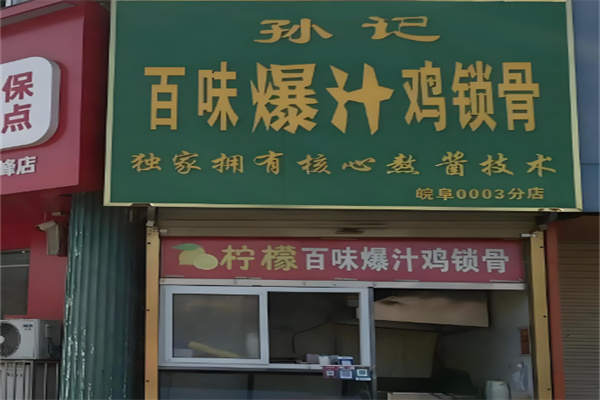 孙记
百味爆汁鸡锁骨
独家拥有核心熬酱技术
皖阜0003分店
柠檬百味爆汁鸡锁骨
保
点
峰店